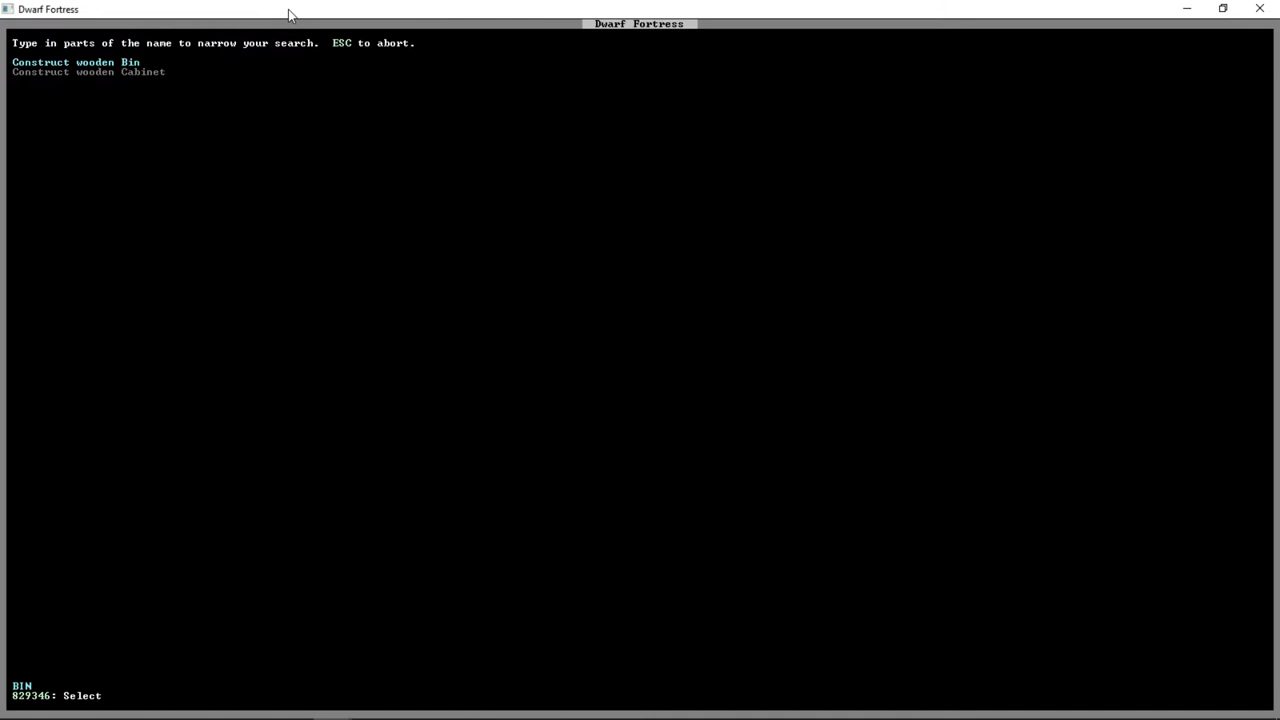 Dwarf Fortress
Dwarf Fortress
Type in parts of the name to narrow your search.  ESC to abort.
Construct wooden Bin
Construct wooden Cabinet
BIN
829346: Select